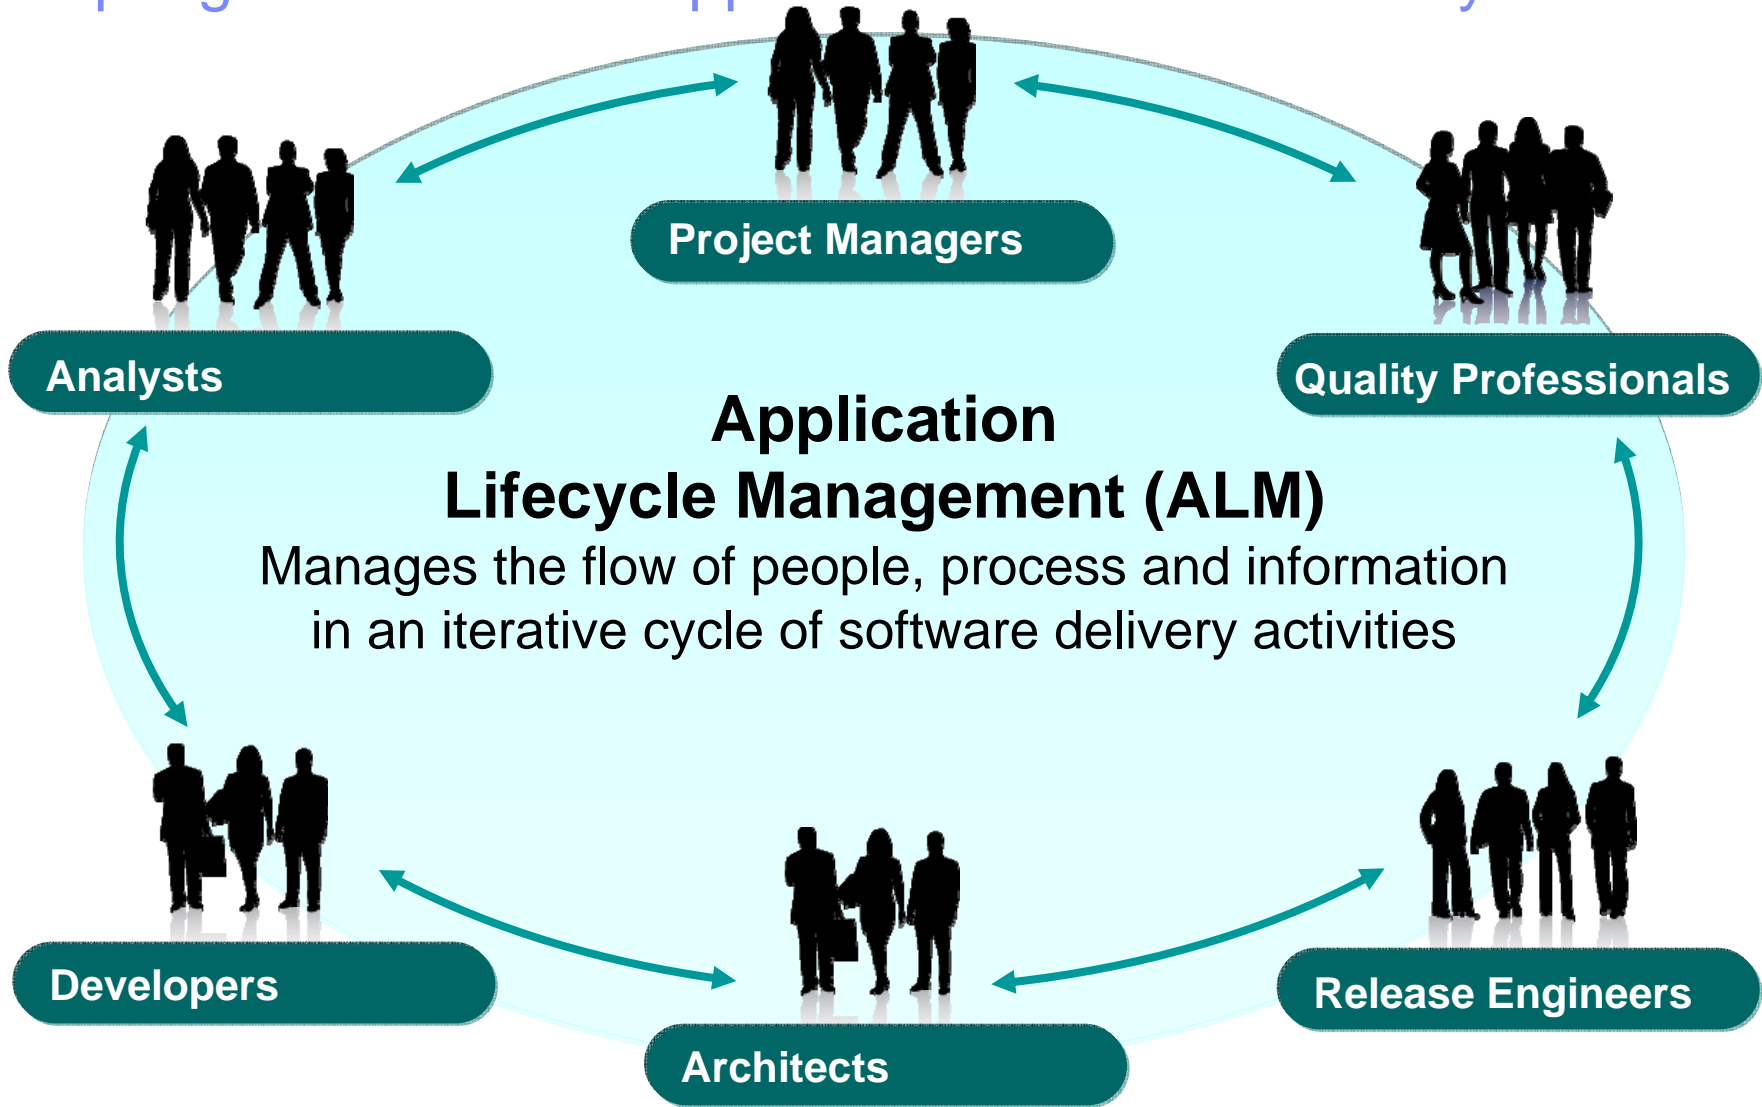 Project Managers
Analysts
Quality Professionals
Application
Lifecycle Management (ALM)
Manages the flow of people, process and information
in an iterative cycle of software delivery activities
Developers
Release Engineers
Architects